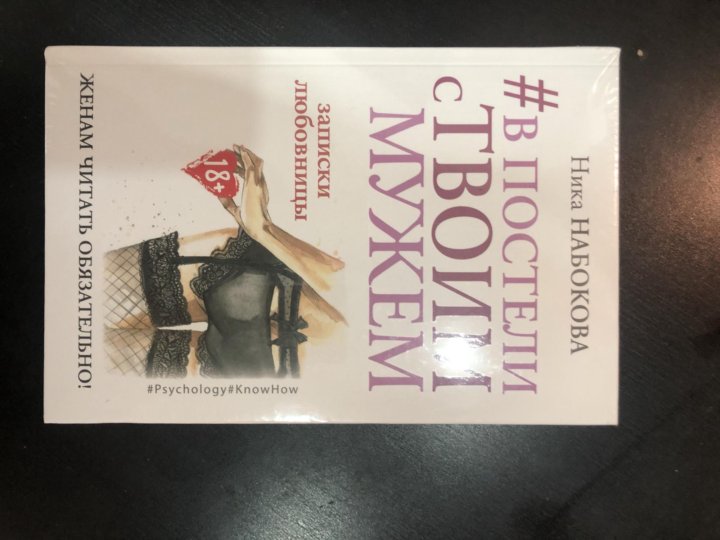 Ника НАБОКОВА
#В ПОСТЕЛИ
с ТВОИМ
МУЖЕМ
записки
любовницы
18+
#Psychology#KnowHow
ЖЕНАМ ЧИТАТЬ ОБЯЗАТЕЛЬНО!